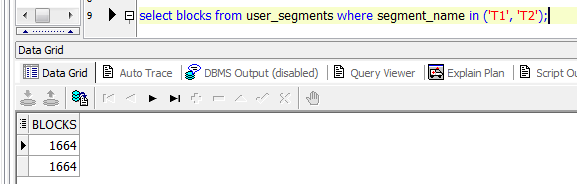 9 select blocks from user_segments where segment_name in ('T1', 'T2');
Data Grid
Data Grid Auto Trace DBMS Output (disabled) Query Viewer Explain Plan Script Ou
BLOCKS
1664
1664